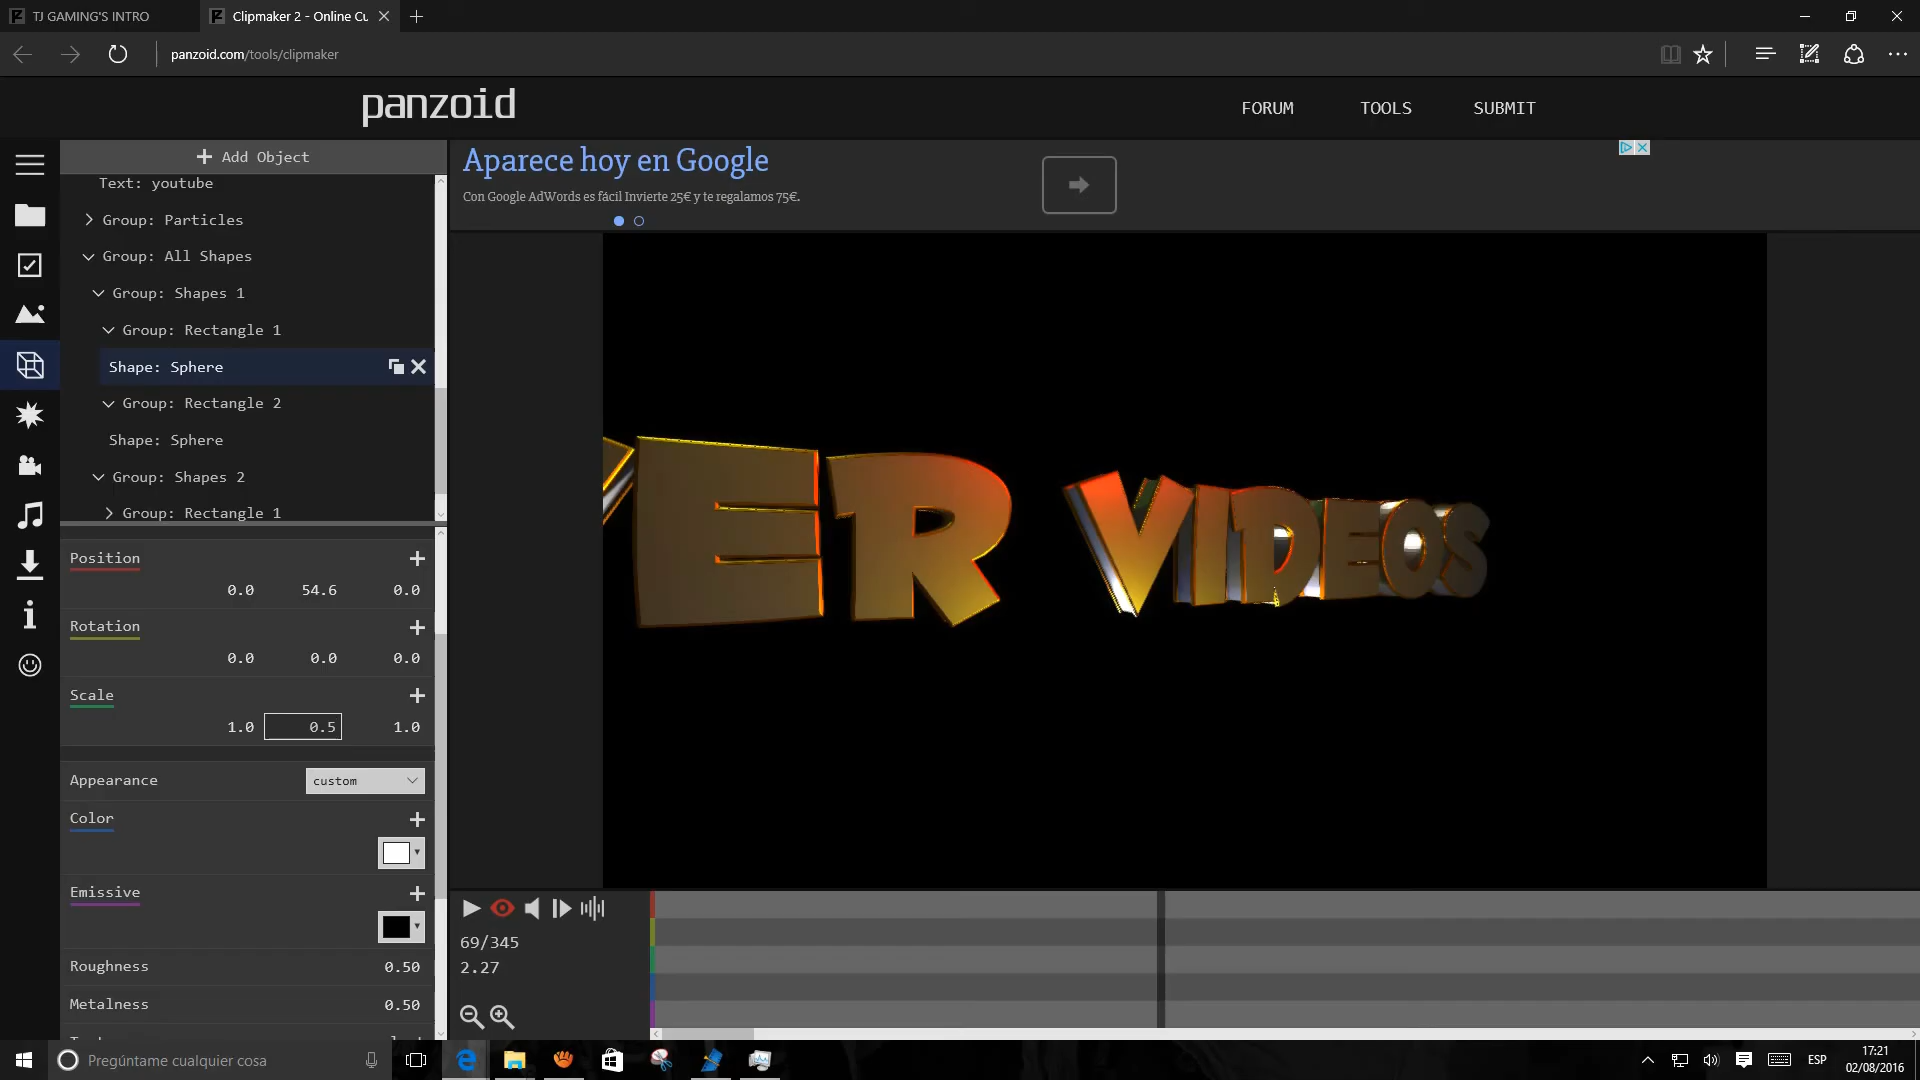 TJ GAMING'S INTRO
Clipmaker 2 - Online Cu
panzoid.com/tools/clipmaker
panzoid
FORUM
TOOLS
SUBMIT
Add Object
Text: youtube
Group: Particles
Group: All Shapes
Group: Shapes 1
Group: Rectangle 1
Shape: Sphere
Group: Rectangle 2
Shape: Sphere
Group: Shapes 2
Group: Rectangle 1
Aparece hoy en Google
Con Google AdWords es fácil Invierte 25€ y te regalamos 75€.
ER VIDEOS
Position
0.0 54.6 0.0
Rotation
0.0 0.0 0.0
Scale
1.0 0.5 1.0
Appearance custom
Color
Emissive
Roughness 0.50
Metalness 0.50
69/345
2.27
Pregúntame cualquier cosa
ESP
17:21
02/08/2016